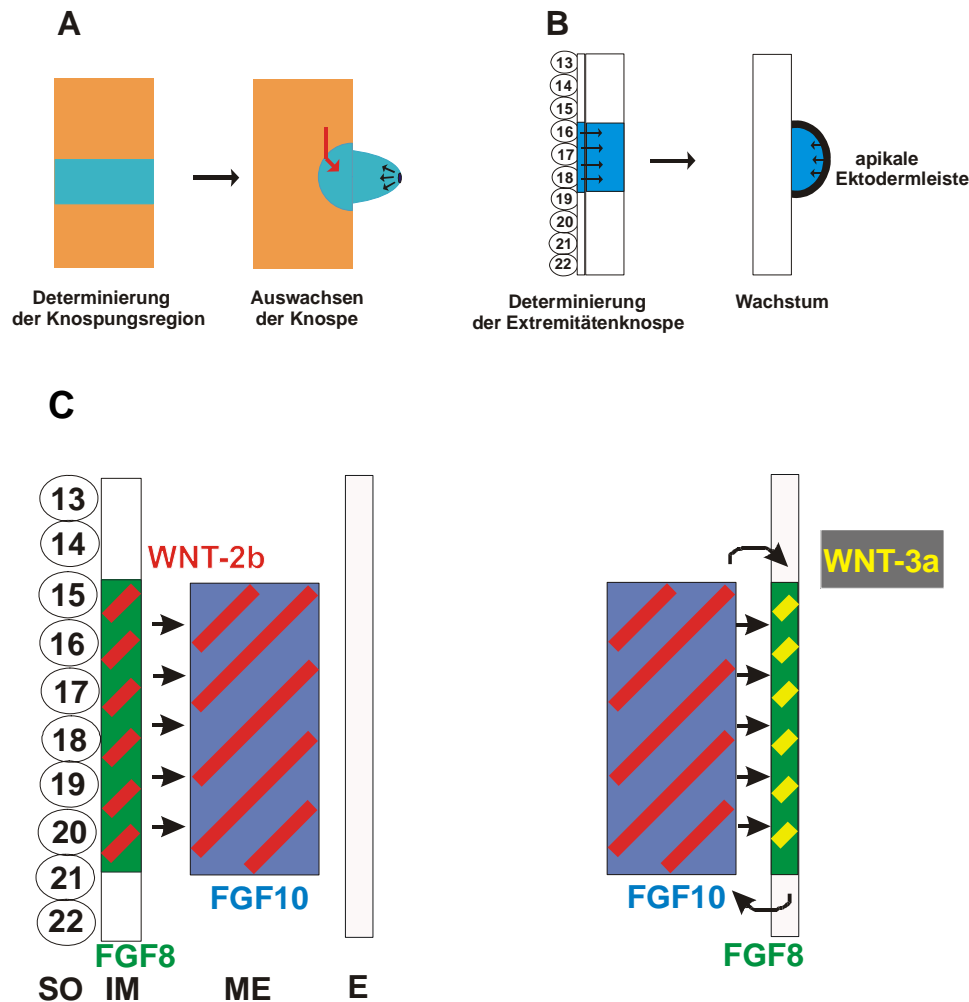 A
Determinierung
der Knospungsregion
Auswachsen
der Knospe
B
13
14
15
16
17
18
19
20
21
22
apikale
Ektodermleiste
Determinierung
der Extremitätenknospe
Wachstum
C
13
14
15
16
17
18
19
20
21
22
WNT-2b
FGF10
FGF8
SO IM ME E
WNT-3a
FGF10
FGF8